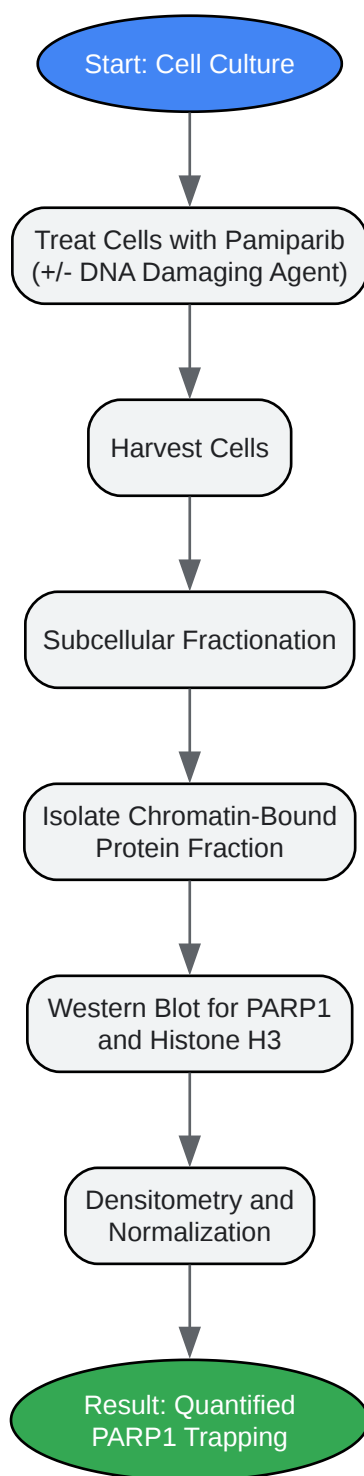 Start: Cell Culture
Treat Cells with Pamiparib
(+/- DNA Damaging Agent)
Harvest Cells
Subcellular Fractionation
Isolate Chromatin-Bound
Protein Fraction
Western Blot for PARP1
and Histone H3
Densitometry and
Normalization
Result: Quantified
PARP1 Trapping